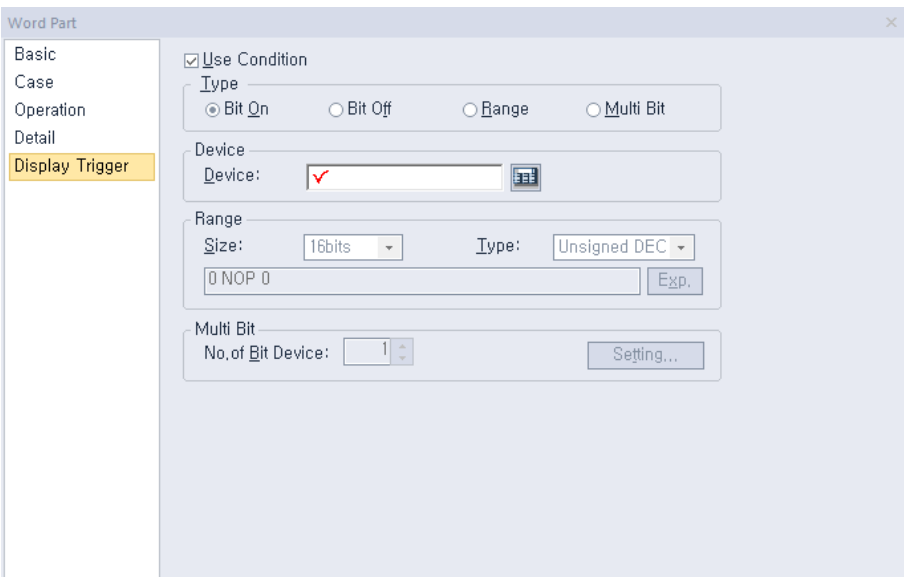 Word Part
Basic
Case
Operation
Detail
Display Trigger
Use Condition
Type
Bit On
Bit Off
Range
Multi Bit
Device
Device:
Range
Size:
16bits
Type:
Unsigned DEC
0 NOP 0
Exp.
Multi Bit
No.of Bit Device:
1
Setting...